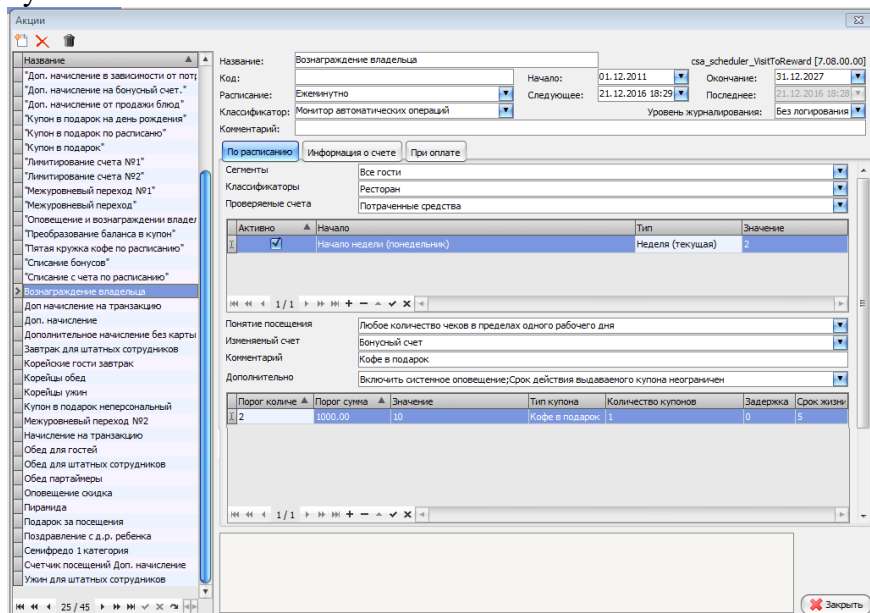 Акции
Название
"Доп. начисление в зависимости от потр
"Доп. начисление на бонусный счет."
"Доп. начисление от продажи блюд"
"Купон в подарок на день рождения"
"Купон в подарок по расписаню"
"Купон в подарок"
"Лимитирование счета №1"
"Лимитирование счета №2"
"Межуровневый переход №1"
"Межуровневый переход"
"Оповещение и вознаграждении владел
"Преобразование баланса в купон"
"Пятая кружка кофе по расписанию"
"Списание бонусов"
"Списание с чета по расписанию"
Вознаграждение владельца
Доп начисление на транзакцию
Доп. начисление
Дополнительное начисление без карты
Завтрак для штатных сотрудников
Корейские гости завтрак
Корейцы обед
Корейцы ужин
Купон в подарок неперсональный
Межуровневый переход №2
Начисление на транзакцию
Обед для гостей
Обед для штатных сотрудников
Обед партаймеры
Оповещение скидка
Пирамида
Подарок за посещения
Поздравление с д.р. ребенка
Семифредо 1 категория
Счетчик посещений Доп. начисление
Ужин для штатных сотрудников
25 / 45
Название: Вознаграждение владельца csa_scheduler_VisitToReward [7.08.00.00]
Код: Начало: 01.12.2011 Окончание: 31.12.2027
Расписание: Ежеминутно Следующее: 21.12.2016 18:29 Последнее: 21.12.2016 18:28
Классификатор: Монитор автоматических операций Уровень журналирования: Без логирования
Комментарий:
По расписанию Информация о счете При оплате
Сегменты Все гости
Классификаторы Ресторан
Проверяемые счета Потраченные средства
Активно Начало Тип Значение
Начало недели (понедельник) Неделя (текущая) 2
1 / 1
Понятие посещения Любое количество чеков в пределах одного рабочего дня
Изменяемый счет Бонусный счет
Комментарий Кофе в подарок
Дополнительно Включить системное оповещение;Срок действия выдаваемого купона неограничен
Порог количе Порог сумма Значение Тип купона Количество купонов Задержка Срок жизни
2 1000.00 10 Кофе в подарок 1 0 5
1 / 1
Закрыть